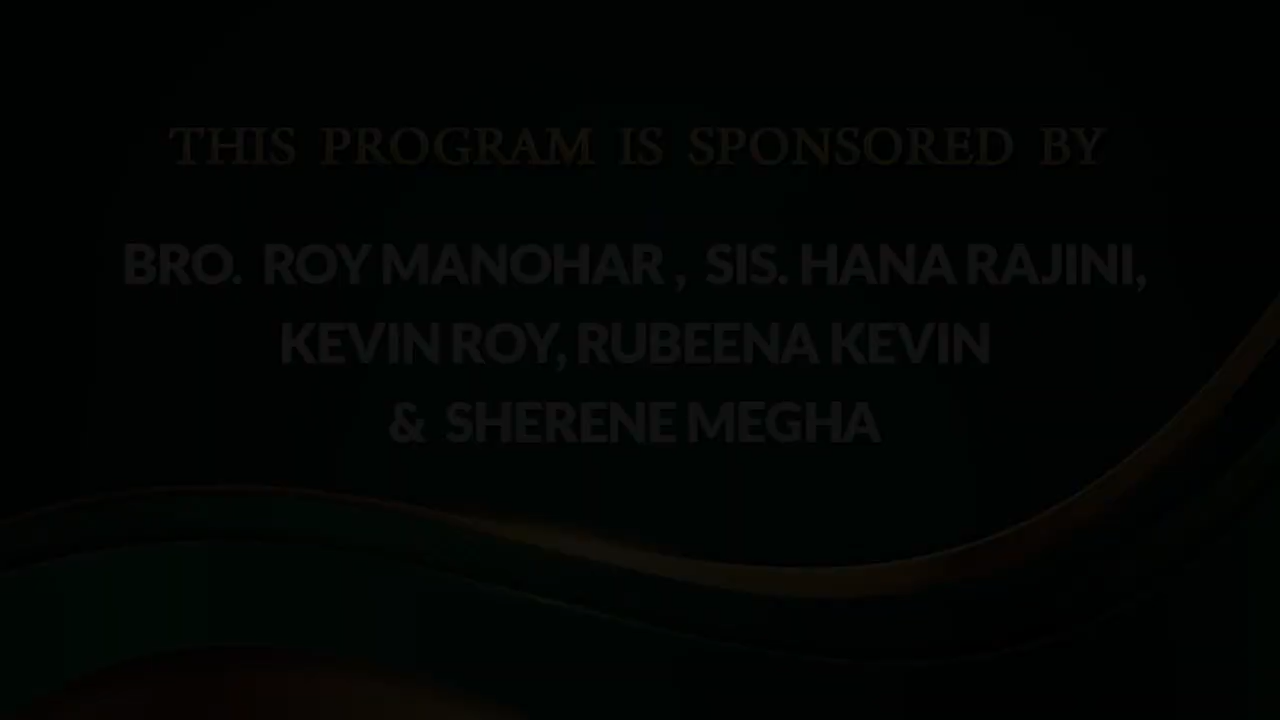 THIS PROGRAM IS SPONSORED BY
BRO. ROY MANOHAR , SIS. HANA RAJINI,
KEVIN ROY, RUBEENA KEVIN
& SHERENE MEGHA